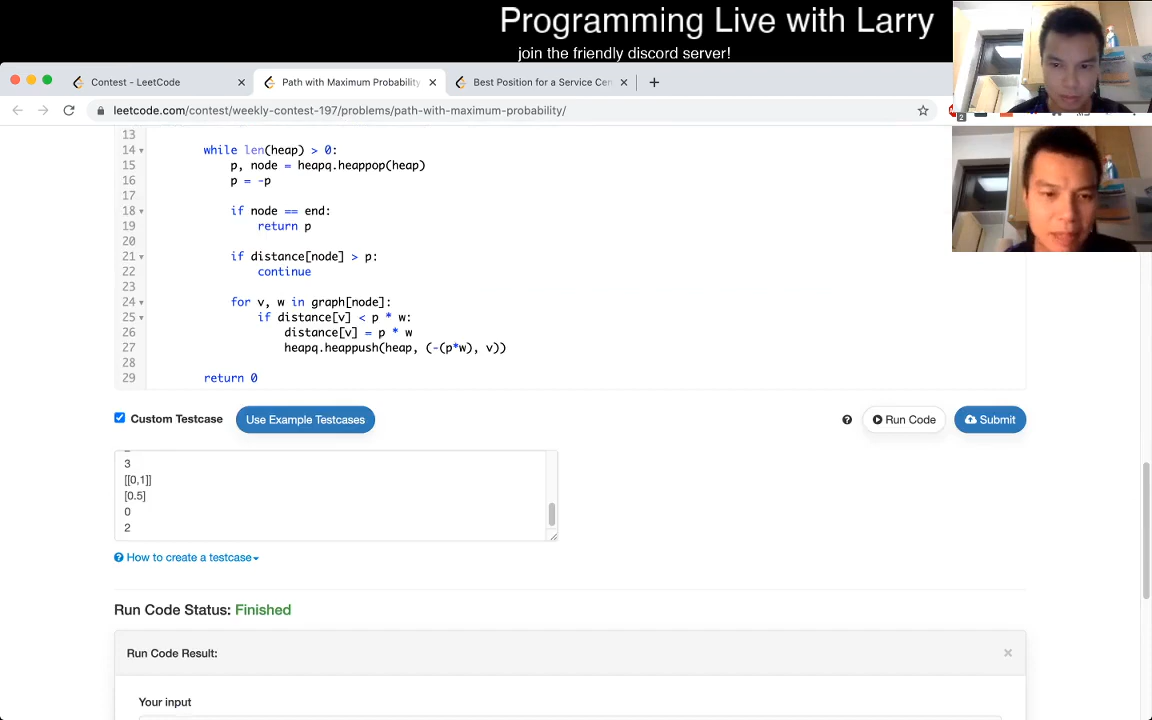 Programming Live with Larry
join the friendly discord server!
Contest - LeetCode
Path with Maximum Probability
Best Position for a Service Cen
leetcode.com/contest/weekly-contest-197/problems/path-with-maximum-probability/
2
13
14 while len(heap) > 0:
15 p, node = heapq.heappop(heap)
16 p = -p
17
18 if node == end:
19 return p
20
21 if distance[node] > p:
22 continue
23
24 for v, w in graph[node]:
25 if distance[v] < p * w:
26 distance[v] = p * w
27 heapq.heappush(heap, (-(p*w), v))
28
29 return 0
Custom Testcase
Use Example Testcases
Run Code
Submit
3
[[0,1]]
[0.5]
0
2
How to create a testcase
Run Code Status: Finished
Run Code Result:
Your input